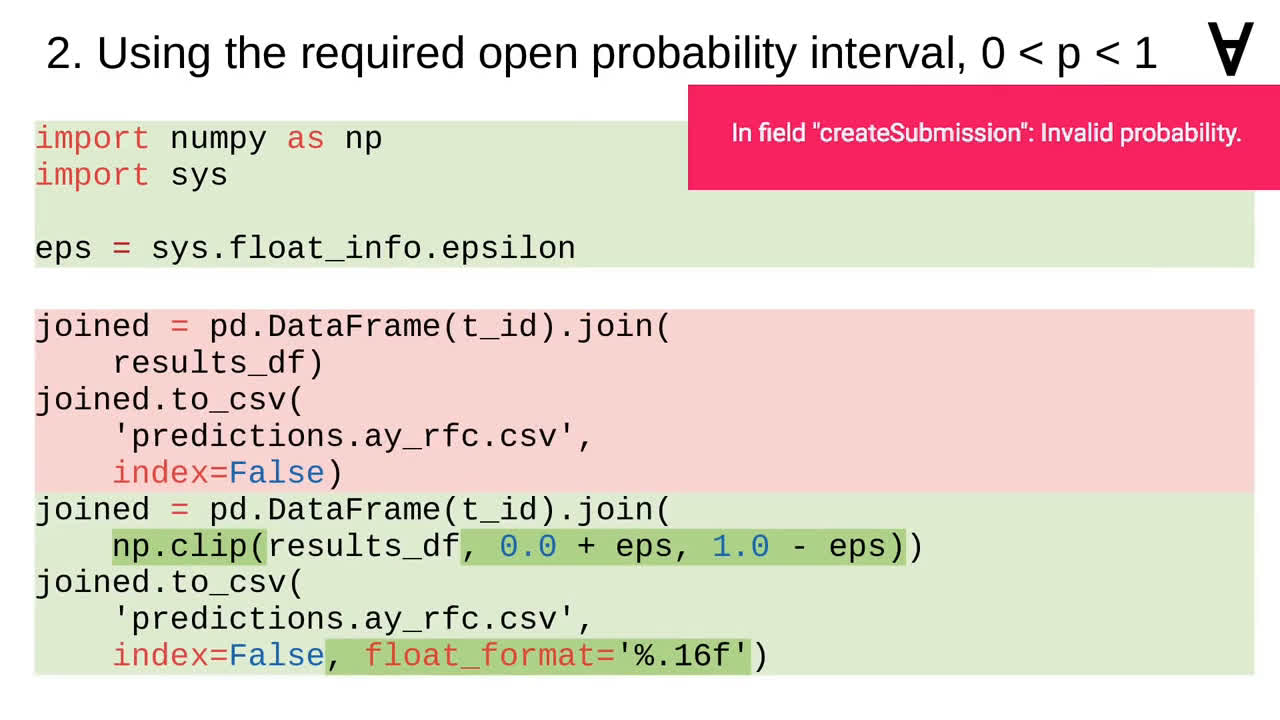 2. Using the required open probability interval, 0 < p < 1 ∀
In field "createSubmission": Invalid probability.
import numpy as np
import sys
eps = sys.float_info.epsilon
joined = pd.DataFrame(t_id).join(
    results_df)
joined.to_csv(
    'predictions.ay_rfc.csv',
    index=False)
joined = pd.DataFrame(t_id).join(
    np.clip(results_df, 0.0 + eps, 1.0 - eps))
joined.to_csv(
    'predictions.ay_rfc.csv',
    index=False, float_format='%.16f')